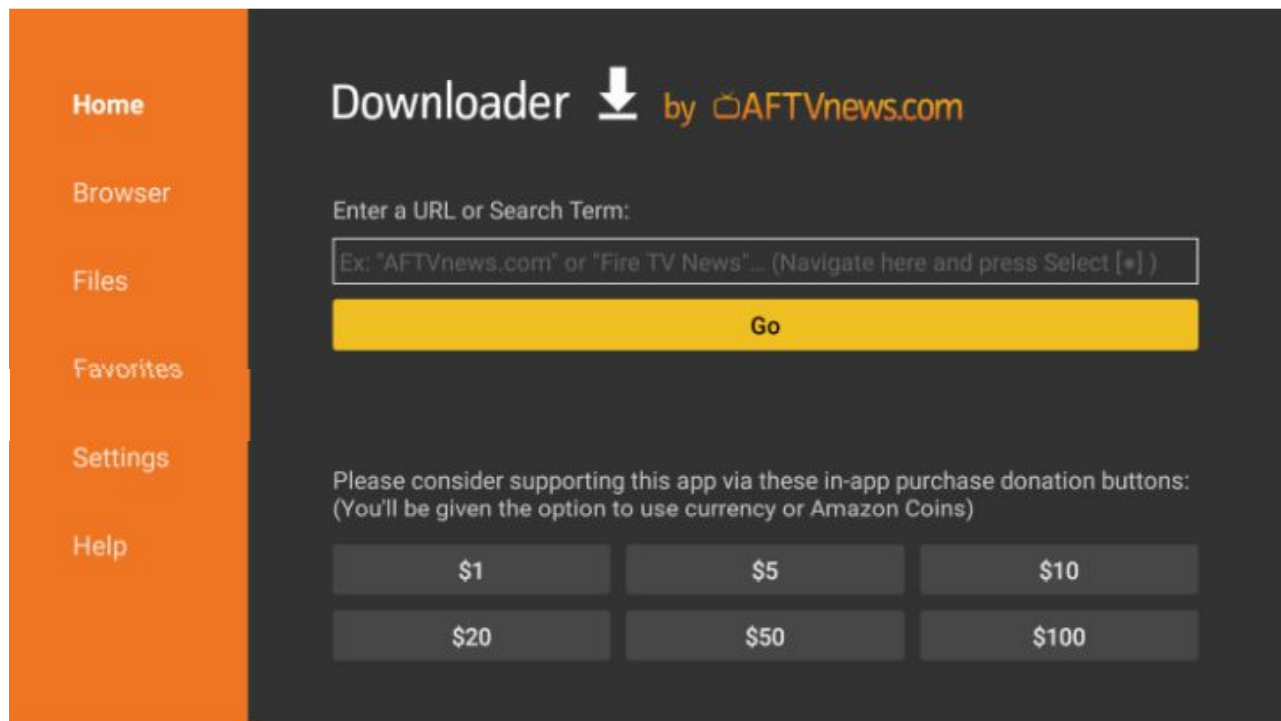 Home
Browser
Files
Favorites
Settings
Help
Downloader by AFTVnews.com
Enter a URL or Search Term:
Ex: "AFTVnews.com" or "Fire TV News"... (Navigate here and press Select [•] )
Go
Please consider supporting this app via these in-app purchase donation buttons:
(You'll be given the option to use currency or Amazon Coins)
$1 $5 $10
$20 $50 $100